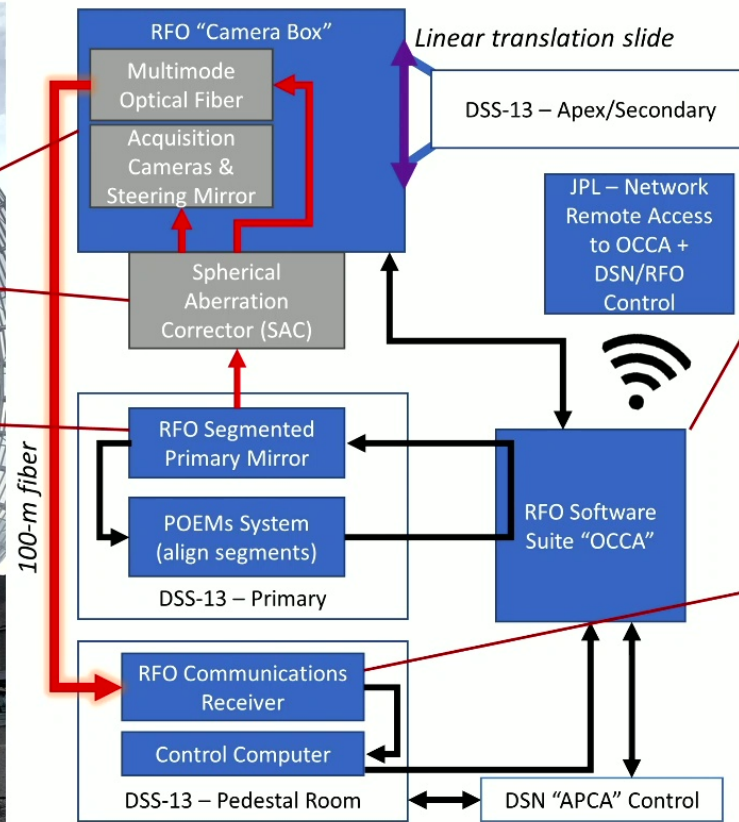 RFO “Camera Box”
Multimode
Optical Fiber
Acquisition
Cameras &
Steering Mirror
Linear translation slide
DSS-13 – Apex/Secondary
JPL – Network
Remote Access
to OCCA +
DSN/RFO
Control
Spherical
Aberration
Corrector (SAC)
RFO Segmented
Primary Mirror
POEMs System
(align segments)
DSS-13 – Primary
100-m fiber
RFO Software
Suite “OCCA”
RFO Communications
Receiver
Control Computer
DSS-13 – Pedestal Room
DSN “APCA” Control